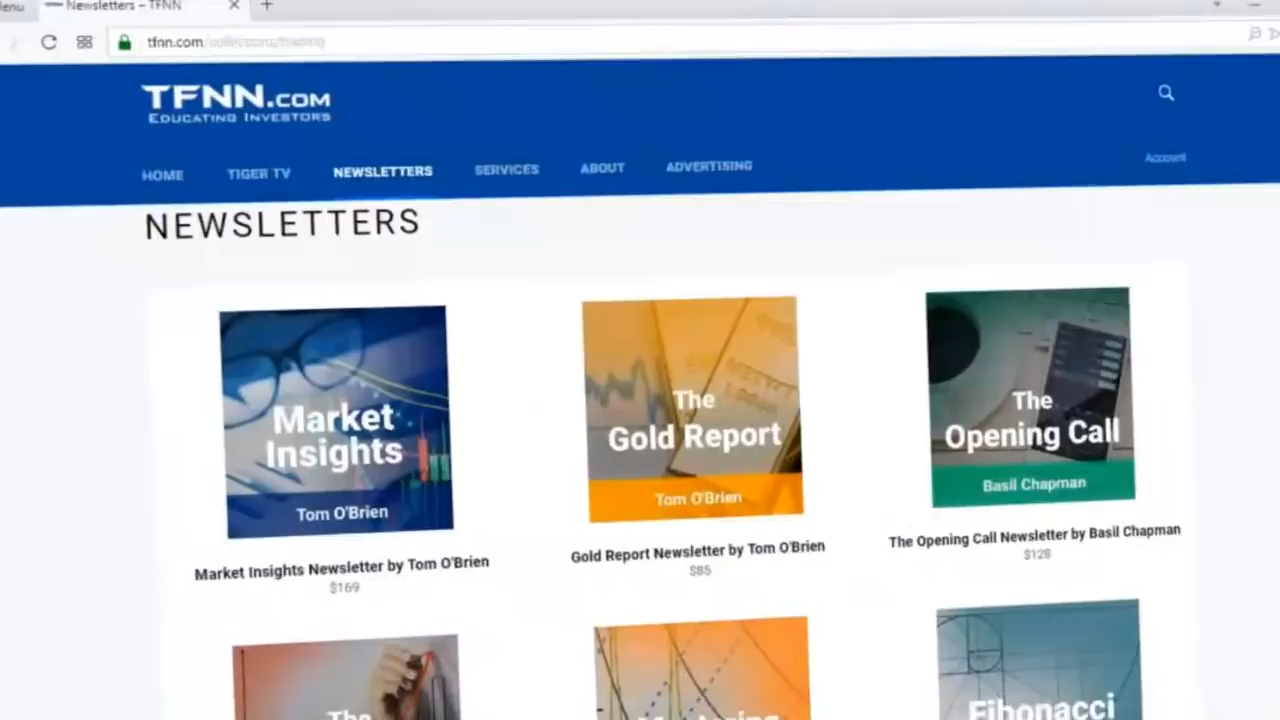 Newsletters – TFNN
tfnn.com
TFNN.COM
EDUCATING INVESTORS
HOME TIGER TV NEWSLETTERS SERVICES ABOUT ADVERTISING
Account
NEWSLETTERS
Market
Insights
Tom O'Brien
Market Insights Newsletter by Tom O'Brien
$169
The
Gold Report
Tom O'Brien
Gold Report Newsletter by Tom O'Brien
The
Opening Call
Basil Chapman
The Opening Call Newsletter by Basil Chapman
The
Fibonacci